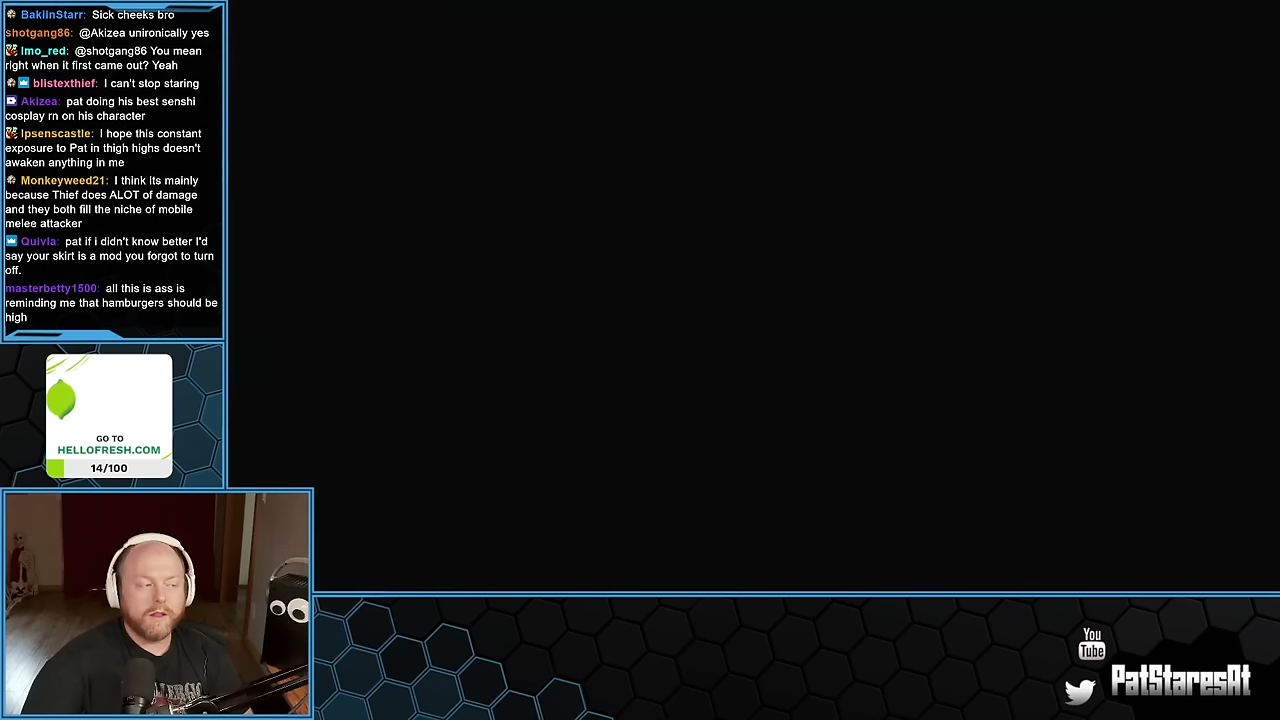 BakiinStarr: Sick cheeks bro
shotgang86: @Akizea unironically yes
lmo_red: @shotgang86 You mean
right when it first came out? Yeah
blistexthief: I can't stop staring
Akizea: pat doing his best senshi
cosplay rn on his character
Ipsenscastle: I hope this constant
exposure to Pat in thigh highs doesn't
awaken anything in me
Monkeyweed21: I think its mainly
because Thief does ALOT of damage
and they both fill the niche of mobile
melee attacker
Quivia: pat if i didn't know better I'd
say your skirt is a mod you forgot to turn
off.
masterbetty1500: all this is ass is
reminding me that hamburgers should be
high
GO TO
HELLOFRESH.COM
14/100
You
Tube
PatStaresAt